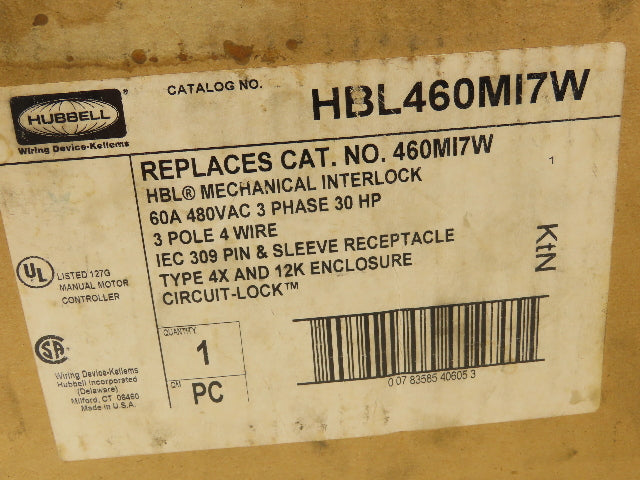 HUBBELL®
Wiring Device-Kellems
CATALOG NO.
HBL460MI7W
REPLACES CAT. NO. 460MI7W
HBL® MECHANICAL INTERLOCK
60A 480VAC 3 PHASE 30 HP
3 POLE 4 WIRE
IEC 309 PIN & SLEEVE RECEPTACLE
TYPE 4X AND 12K ENCLOSURE
CIRCUIT-LOCK™
1
KtN
UL
LISTED 127G
MANUAL MOTOR
CONTROLLER
SA
Wiring Device-Kellems
Hubbell Incorporated
(Delaware)
Milford, CT 06460
Made in U.S.A.
QUANTITY
1
PC
0 07 83585 40605 3